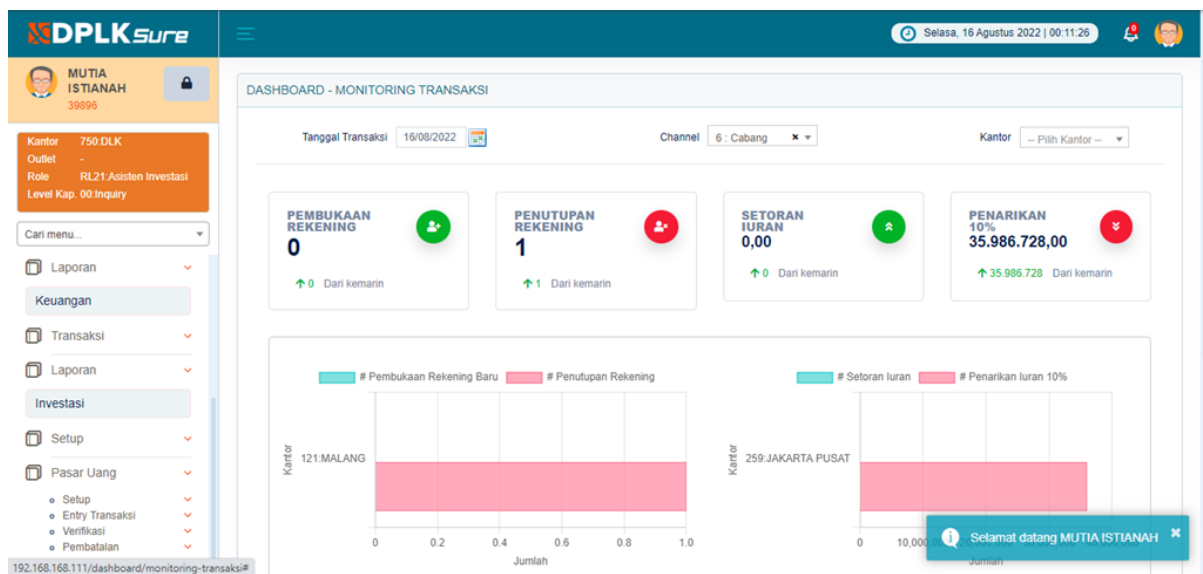 DPLKSure
Selasa, 16 Agustus 2022 | 00:11:26
MUTIA
ISTIANAH
39896
Kantor 750:DLK
Outlet -
Role RL21:Asisten Investasi
Level Kap. 00:Inquiry
Cari menu...
Laporan
Keuangan
Transaksi
Laporan
Investasi
Setup
Pasar Uang
Setup
Entry Transaksi
Verifikasi
Pembatalan
192.168.168.111/dashboard/monitoring-transaksi#
DASHBOARD - MONITORING TRANSAKSI
Tanggal Transaksi 16/08/2022 Channel 6 : Cabang × Kantor -- Pilih Kantor --
PEMBUKAAN
REKENING
0
0 Dari kemarin
PENUTUPAN
REKENING
1
1 Dari kemarin
SETORAN
IURAN
0,00
0 Dari kemarin
PENARIKAN
10%
35.986.728,00
35.986.728 Dari kemarin
# Pembukaan Rekening Baru # Penutupan Rekening
Kantor
121:MALANG
0 0.2 0.4 0.6 0.8 1.0
Jumlah
# Setoran Iuran # Penarikan Iuran 10%
Kantor
259:JAKARTA PUSAT
0
Jumlah
Selamat datang MUTIA ISTIANAH ×